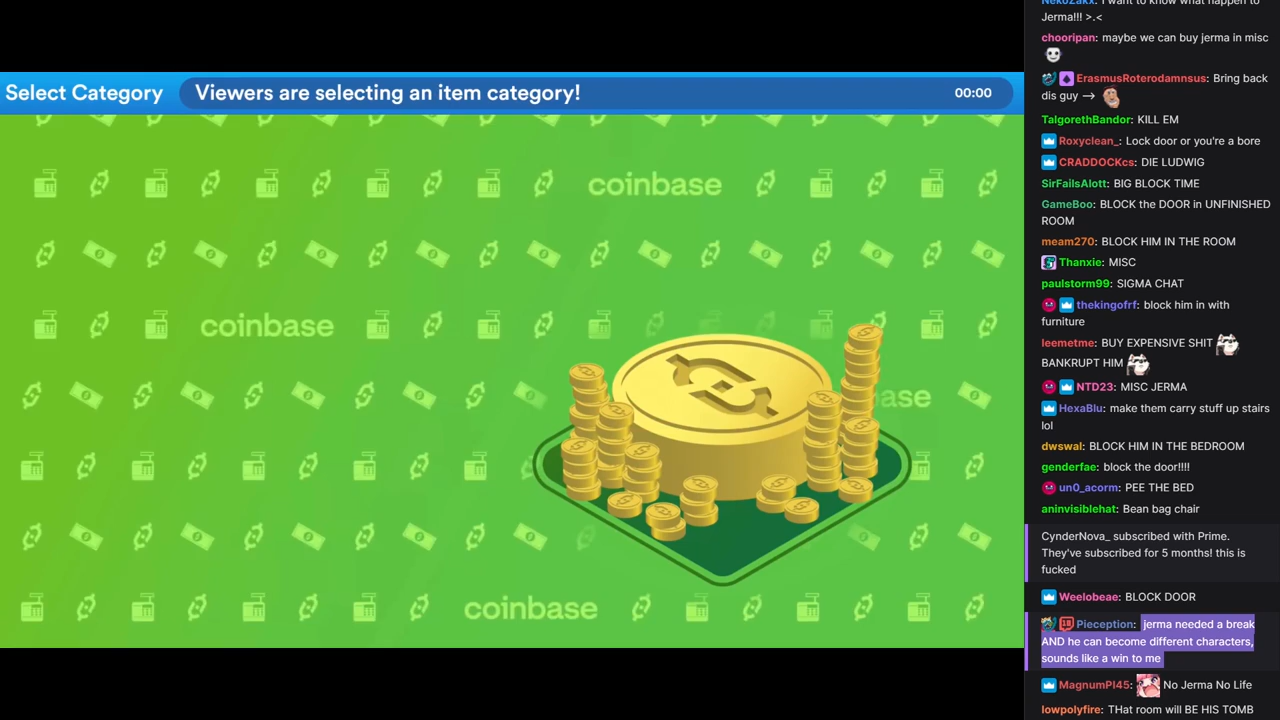 Select Category
Viewers are selecting an item category!
00:00
coinbase
coinbase
ase
coinbase
NekoZakx: I want to know what happen to
Jerma!!! >.<
chooripan: maybe we can buy jerma in misc
ErasmusRoterodamnsus: Bring back
dis guy —>
TalgorethBandor: KILL EM
Roxyclean_: Lock door or you're a bore
CRADDOCKcs: DIE LUDWIG
SirFailsAlott: BIG BLOCK TIME
GameBoo: BLOCK the DOOR in UNFINISHED
ROOM
meam270: BLOCK HIM IN THE ROOM
Thanxie: MISC
paulstorm99: SIGMA CHAT
thekingofrf: block him in with
furniture
leemetme: BUY EXPENSIVE SHIT
BANKRUPT HIM
NTD23: MISC JERMA
HexaBlu: make them carry stuff up stairs
lol
dwswal: BLOCK HIM IN THE BEDROOM
genderfae: block the door!!!!
un0_acorm: PEE THE BED
aninvisiblehat: Bean bag chair
CynderNova_ subscribed with Prime.
They've subscribed for 5 months! this is
fucked
Weelobeae: BLOCK DOOR
Pieception: jerma needed a break
AND he can become different characters,
sounds like a win to me
MagnumPI45: No Jerma No Life
lowpolyfire: THat room will BE HIS TOMB